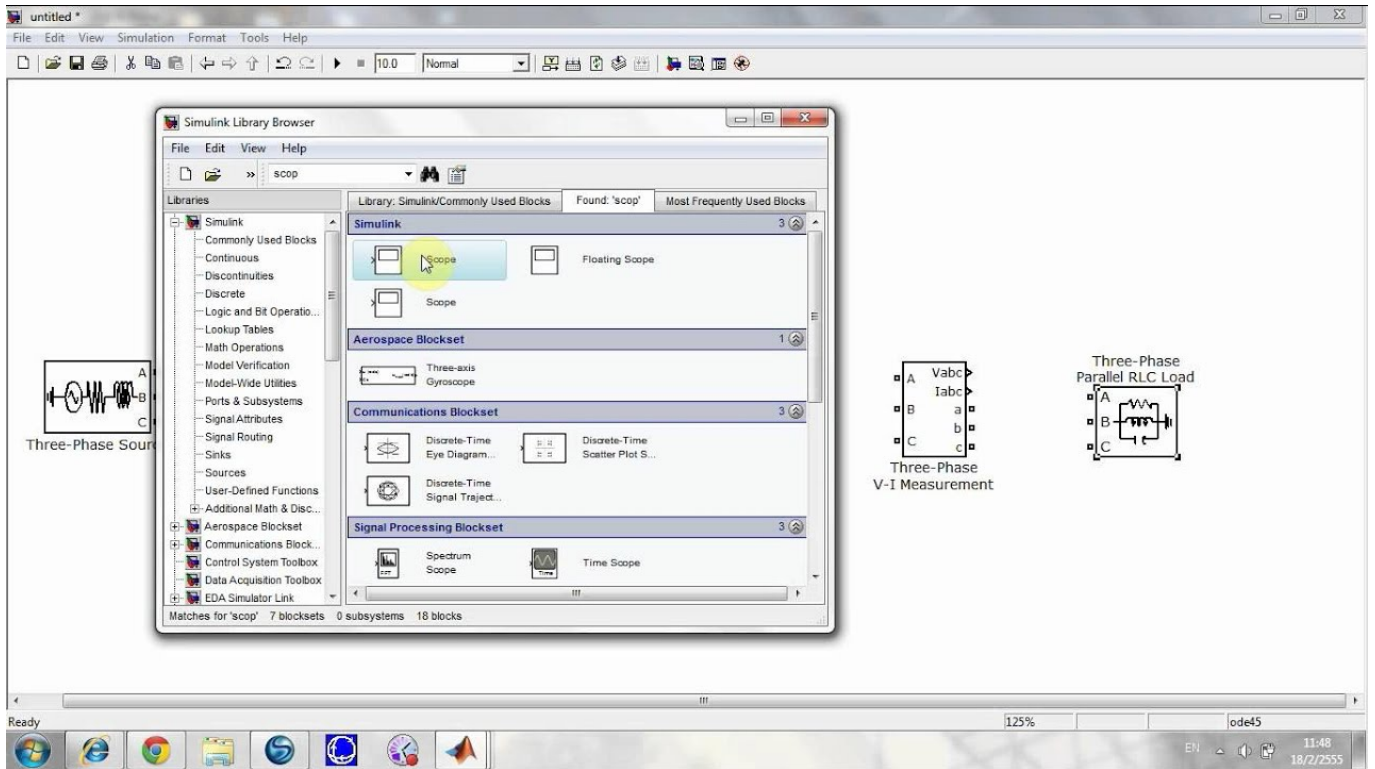 untitled *
File Edit View Simulation Format Tools Help
10.0 Normal
Simulink Library Browser
File Edit View Help
» scop
Libraries
Library: Simulink/Commonly Used Blocks Found: 'scop' Most Frequently Used Blocks
Simulink
Commonly Used Blocks
Continuous
Discontinuities
Discrete
Logic and Bit Operatio...
Lookup Tables
Math Operations
Model Verification
Model-Wide Utilities
Ports & Subsystems
Signal Attributes
Signal Routing
Sinks
Sources
User-Defined Functions
Additional Math & Disc...
Aerospace Blockset
Communications Block...
Control System Toolbox
Data Acquisition Toolbox
EDA Simulator Link
Simulink 3
Scope
Floating Scope
Scope
Aerospace Blockset 1
Three-axis
Gyroscope
Communications Blockset 3
Discrete-Time
Eye Diagram...
Discrete-Time
Scatter Plot S...
Discrete-Time
Signal Traject...
Signal Processing Blockset 3
Spectrum
Scope
Time
Time Scope
Matches for 'scop' 7 blocksets 0 subsystems 18 blocks
A
B
C
Three-Phase Sourc
A Vabc
Iabc
B a
b
C c
Three-Phase
V-I Measurement
Three-Phase
Parallel RLC Load
A
B
C
Ready 125% ode45
EN 11:48
18/2/2555